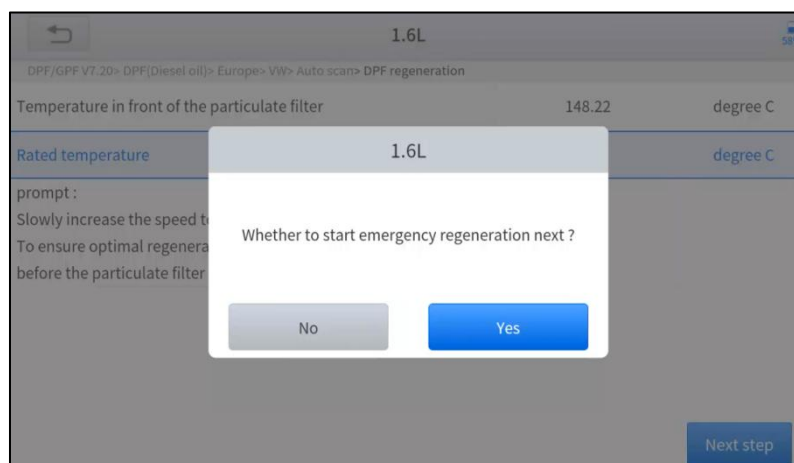 1.6L
58
DPF/GPF V7.20> DPF(Diesel oil)> Europe> VW> Auto scan> DPF regeneration
Temperature in front of the particulate filter 148.22 degree C
Rated temperature degree C
1.6L
prompt :
Slowly increase the speed
To ensure optimal
before the particulate filter
Whether to start emergency regeneration next ?
No Yes
Next step